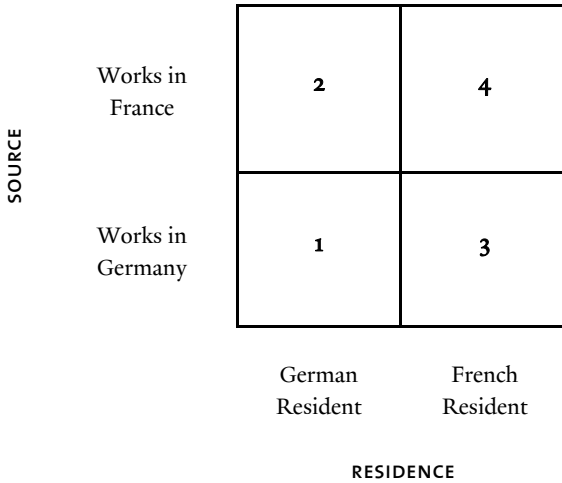 Works in
France
2
4
SOURCE
Works in
Germany
1
3
German
Resident
French
Resident
RESIDENCE